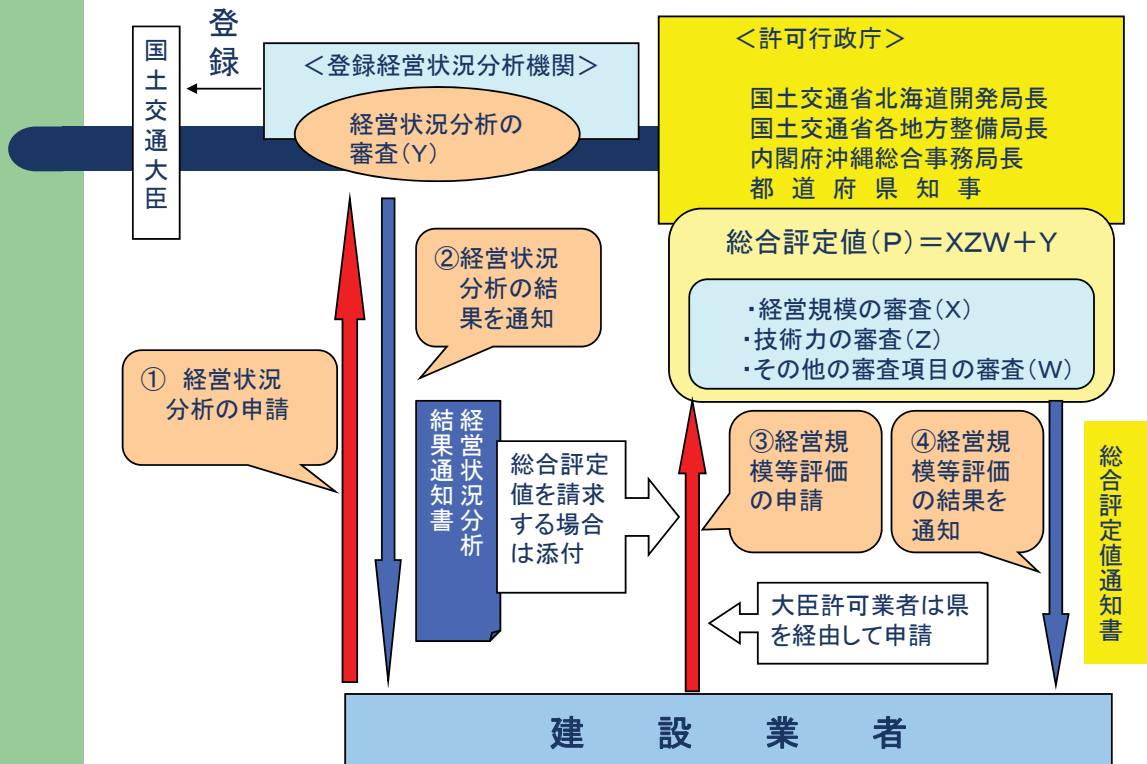 登録
国土交通大臣
＜登録経営状況分析機関＞
経営状況分析の
審査（Y）
＜許可行政庁＞
国土交通省北海道開発局長
国土交通省各地方整備局長
内閣府沖縄総合事務局長
都道府県知事
総合評定値（P）＝XZW＋Y
・経営規模の審査（X）
・技術力の審査（Z）
・その他の審査項目の審査（W）
① 経営状況
分析の申請
②経営状況
分析の結
果を通知
経営状況分析
結果通知書
総合評定
値を請求
する場合
は添付
③経営規
模等評価
の申請
④経営規
模等評価
の結果を
通知
総合評定値通知書
大臣許可業者は県
を経由して申請
建設業者